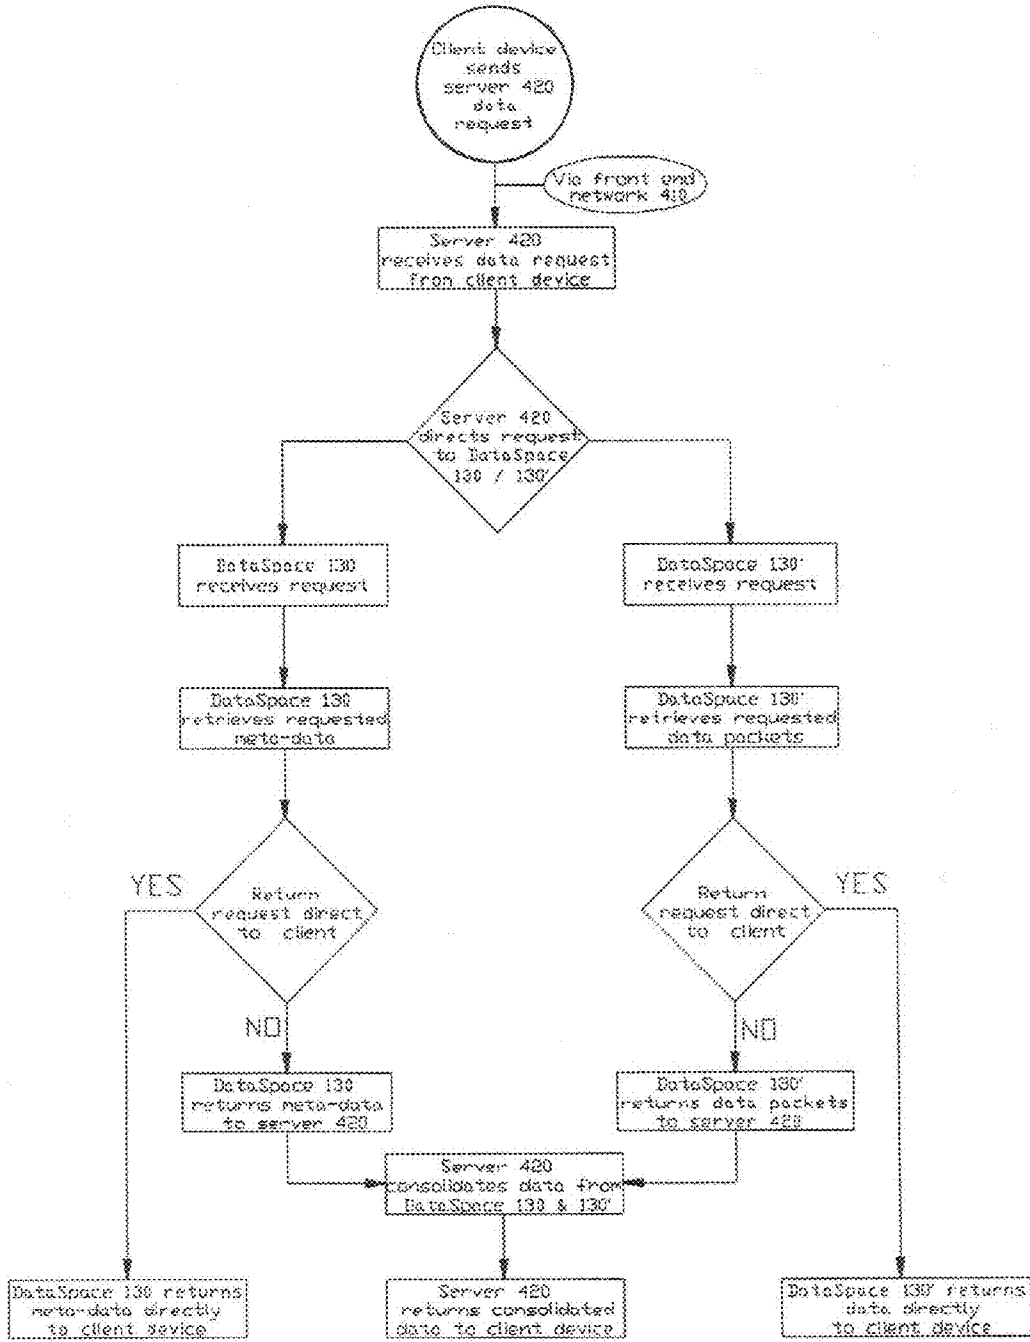 Client device
sends
server 420
data
request
Via front end
network 410
Server 420
receives data request
from client device
Server 420
directs request
to DataSpace
130 / 130'
DataSpace 130
receives request
DataSpace 130'
receives request
DataSpace 130
retrieves requested
meta-data
DataSpace 130'
retrieves requested
data packets
YES
Return
request direct
to client
NO
Return
request direct
to client
YES
NO
DataSpace 130
returns meta-data
to server 420
DataSpace 130'
returns data packets
to server 420
Server 420
consolidates data from
DataSpace 130 & 130'
DataSpace 130 returns
meta-data directly
to client device
Server 420
returns consolidated
data to client device
DataSpace 130' returns
data directly
to client device